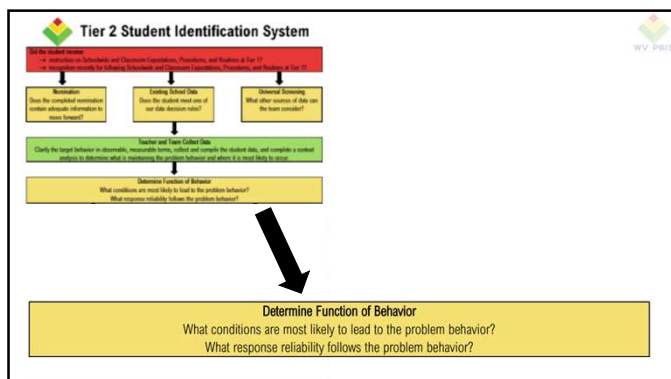 Tier 2 Student Identification System
WV PBIS
Did the student receive:
→ instruction on Schoolwide and Classroom Expectations, Procedures, and Routines at Tier 1?
→ recognition recently for following Schoolwide and Classroom Expectations, Procedures, and Routines at Tier 1?
Nomination
Does the completed nomination
contain adequate information to
move forward?
Existing School Data
Does the student meet one of
our data decision rules?
Universal Screening
What other sources of data can
the team consider?
Teacher and Team Collect Data
Clarify the target behavior in observable, measurable terms, collect and compile the student data, and complete a context
analysis to determine what is maintaining the problem behavior and where it is most likely to occur.
Determine Function of Behavior
What conditions are most likely to lead to the problem behavior?
What response reliability follows the problem behavior?
Determine Function of Behavior
What conditions are most likely to lead to the problem behavior?
What response reliability follows the problem behavior?